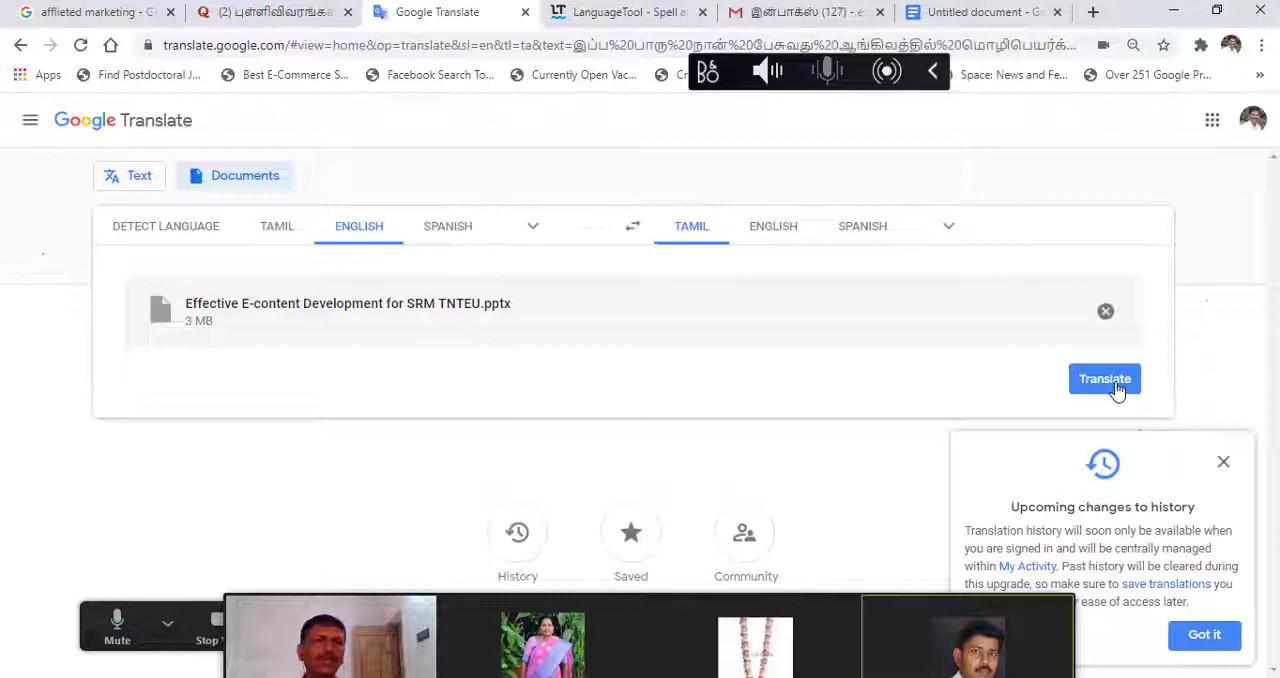 afflieted marketing - G
(2) புள்ளிவிவரங்க
Google Translate
LanguageTool - Spell a
இன்பாக்ஸ் (127) - e
Untitled document - G
translate.google.com/#view=home&op=translate&sl=en&tl=ta&text=இப்ப%20பாரு%20நான்%20பேசுவது%20ஆங்கிலத்தில்%20மொழிபெயர்க்...
Apps
Find Postdoctoral J...
Best E-Commerce S...
Facebook Search To...
Currently Open Vac...
Cr
Space: News and Fe...
Over 251 Google Pr...
»
Google Translate
Text
Documents
DETECT LANGUAGE
TAMIL
ENGLISH
SPANISH
TAMIL
ENGLISH
SPANISH
Effective E-content Development for SRM TNTEU.pptx
3 MB
Translate
Upcoming changes to history
Translation history will soon only be available when
you are signed in and will be centrally managed
within My Activity. Past history will be cleared during
this upgrade, so make sure to save translations you
ease of access later.
Got it
History
Saved
Community
Mute
Stop